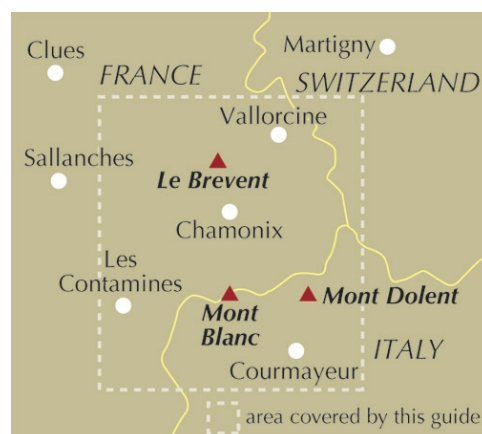 Clues
Martigny
FRANCE
SWITZERLAND
Vallorcine
Sallanches
Le Brevent
Chamonix
Les
Contamines
Mont
Blanc
Mont Dolent
Courmayeur
ITALY
area covered by this guide